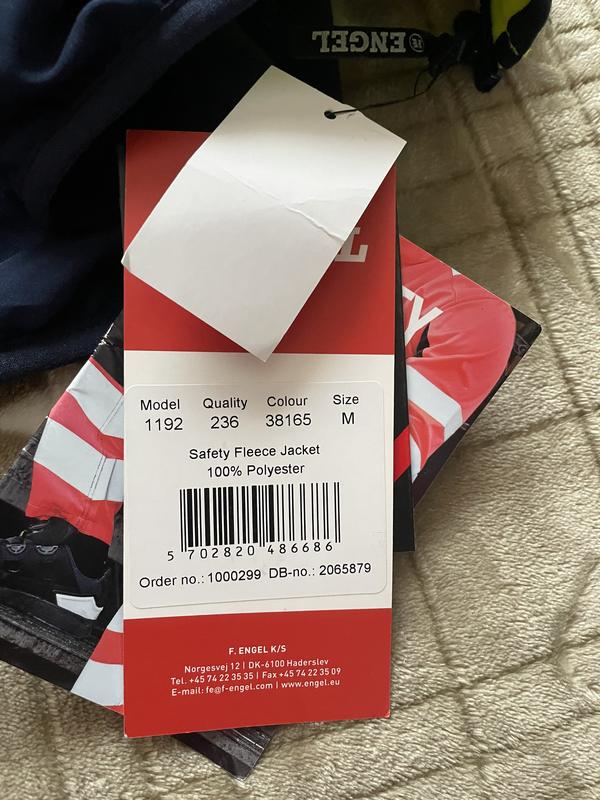 ENGEL
Model Quality Colour Size
1192 236 38165 M
Safety Fleece Jacket
100% Polyester
5 702820 486686
Order no.: 1000299 DB-no.: 2065879
F. ENGEL K/S
Norgesvej 12 | DK-6100 Haderslev
Tel. +45 74 22 35 35 | Fax +45 74 22 35 09
E-mail: fe@f-engel.com | www.engel.eu